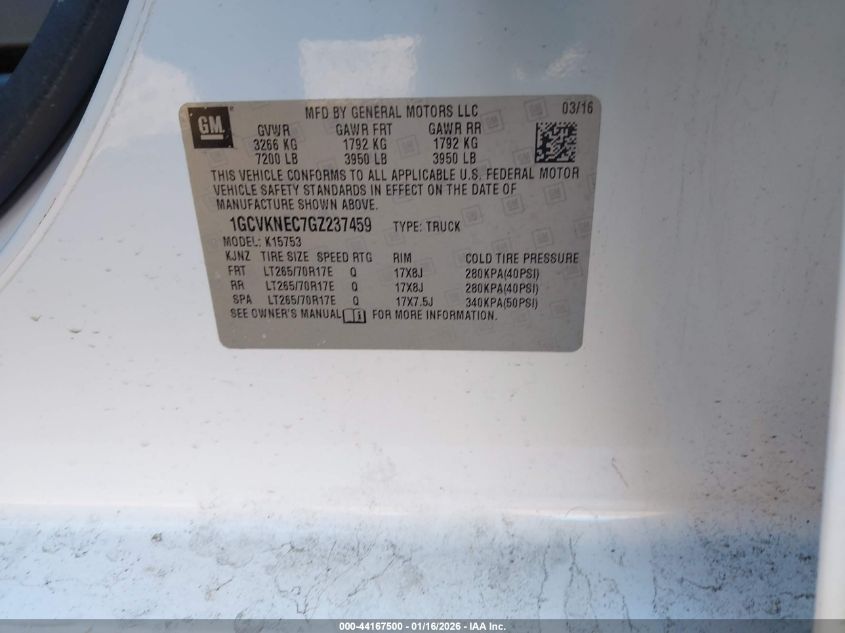 GM
MFD BY GENERAL MOTORS LLC 03/16
GVWR GAWR FRT GAWR RR
3266 KG 1792 KG 1792 KG
7200 LB 3950 LB 3950 LB
THIS VEHICLE CONFORMS TO ALL APPLICABLE U.S. FEDERAL MOTOR
VEHICLE SAFETY STANDARDS IN EFFECT ON THE DATE OF
MANUFACTURE SHOWN ABOVE.
1GCVKNEC7GZ237459 TYPE: TRUCK
MODEL: K15753
KJNZ TIRE SIZE SPEED RTG RIM COLD TIRE PRESSURE
FRT LT265/70R17E Q 17X8J 280KPA(40PSI)
RR LT265/70R17E Q 17X8J 280KPA(40PSI)
SPA LT265/70R17E Q 17X7.5J 340KPA(50PSI)
SEE OWNER'S MANUAL FOR MORE INFORMATION.
000-44167500 - 01/16/2026 - IAA Inc.